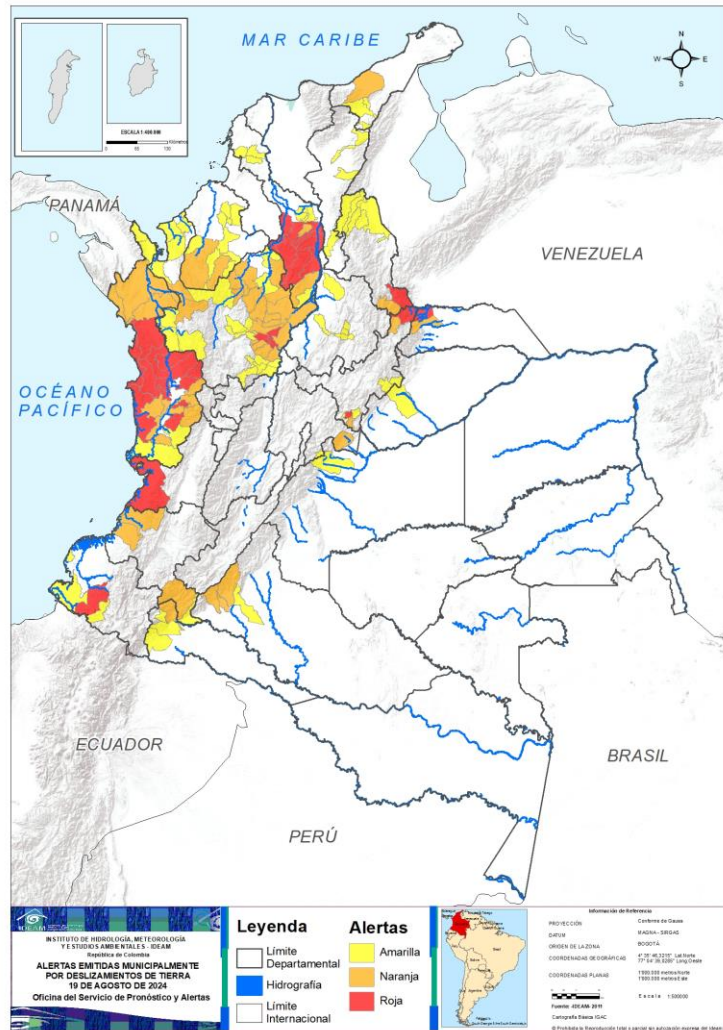 MAR CARIBE
N
W
E
S
ESCALA 1:400.000
PANAMÁ
VENEZUELA
OCÉANO
PACÍFICO
ECUADOR
BRASIL
PERÚ
IDEAM
INSTITUTO DE HIDROLOGÍA, METEOROLOGÍA
Y ESTUDIOS AMBIENTALES - IDEAM
República de Colombia
ALERTAS EMITIDAS MUNICIPALMENTE
POR DESLIZAMIENTOS DE TIERRA
19 DE AGOSTO DE 2024
Oficina del Servicio de Pronóstico y Alertas
Leyenda
Límite
Departamental
Hidrografía
Límite
Internacional
Alertas
Amarilla
Naranja
Roja
Información de Referencia
PROYECCIÓN
Conforme de Gauss
DATUM
MAGNA - SIRGAS
ORIGEN DE LA ZONA
BOGOTÁ
COORDENADAS GEOGRÁFICAS
COORDENADAS PLANAS
Fuente: IDEAM- 2011
Cartografía Básica IGAC